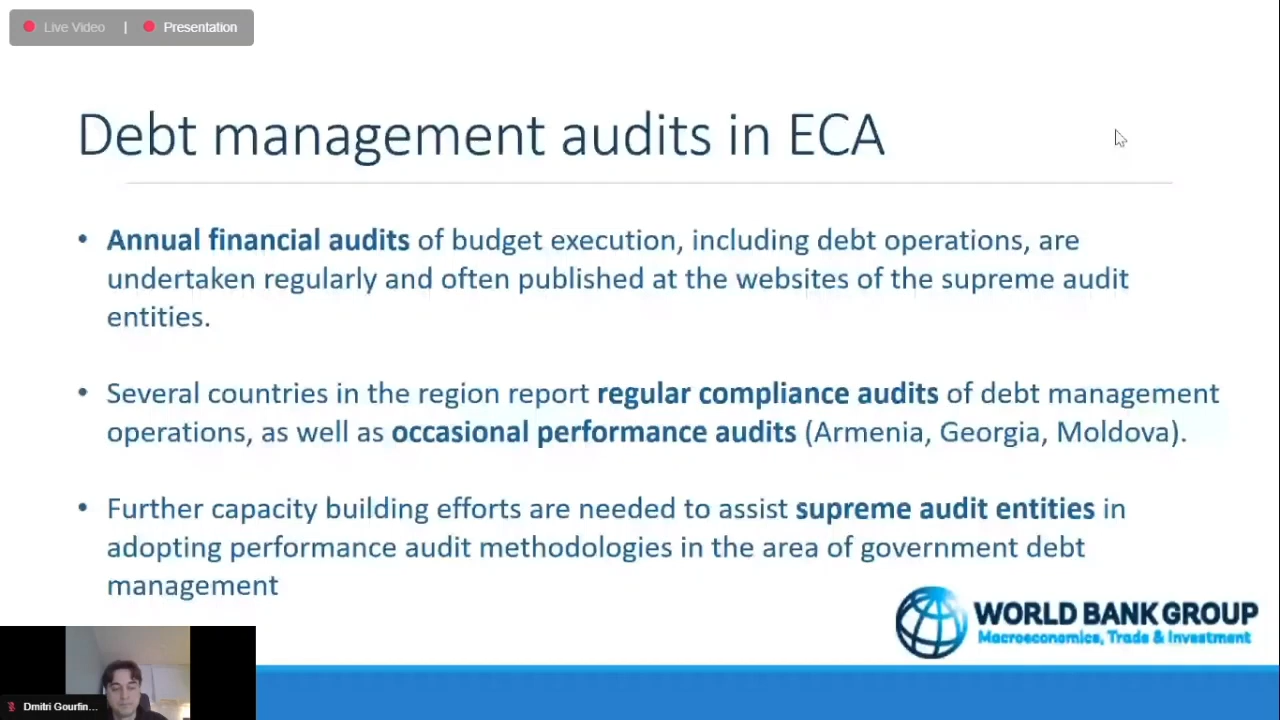 Live Video | Presentation
Debt management audits in ECA
• Annual financial audits of budget execution, including debt operations, are
undertaken regularly and often published at the websites of the supreme audit
entities.
• Several countries in the region report regular compliance audits of debt management
operations, as well as occasional performance audits (Armenia, Georgia, Moldova).
• Further capacity building efforts are needed to assist supreme audit entities in
adopting performance audit methodologies in the area of government debt
management
WORLD BANK GROUP
Macroeconomics, Trade & Investment
Dmitri Gourfin...